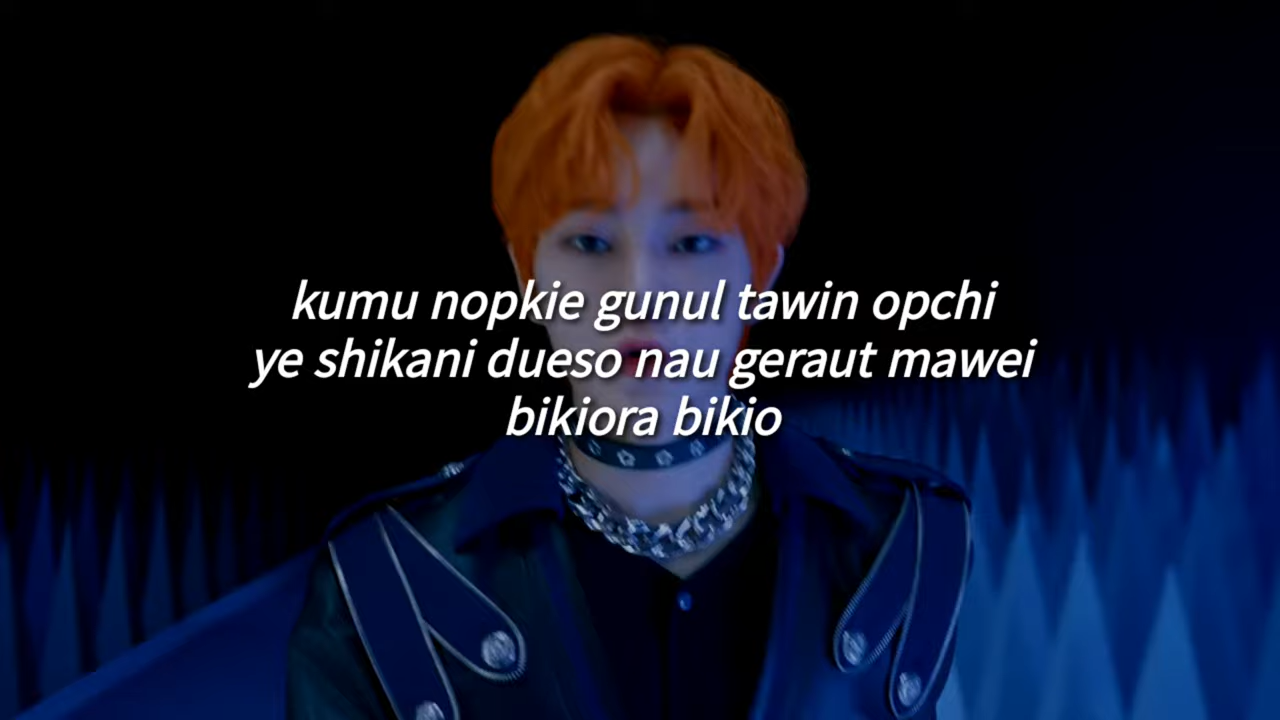 kumu nopkie gunul tawin opchi
ye shikani dueso nau geraut mawei
bikiora bikio